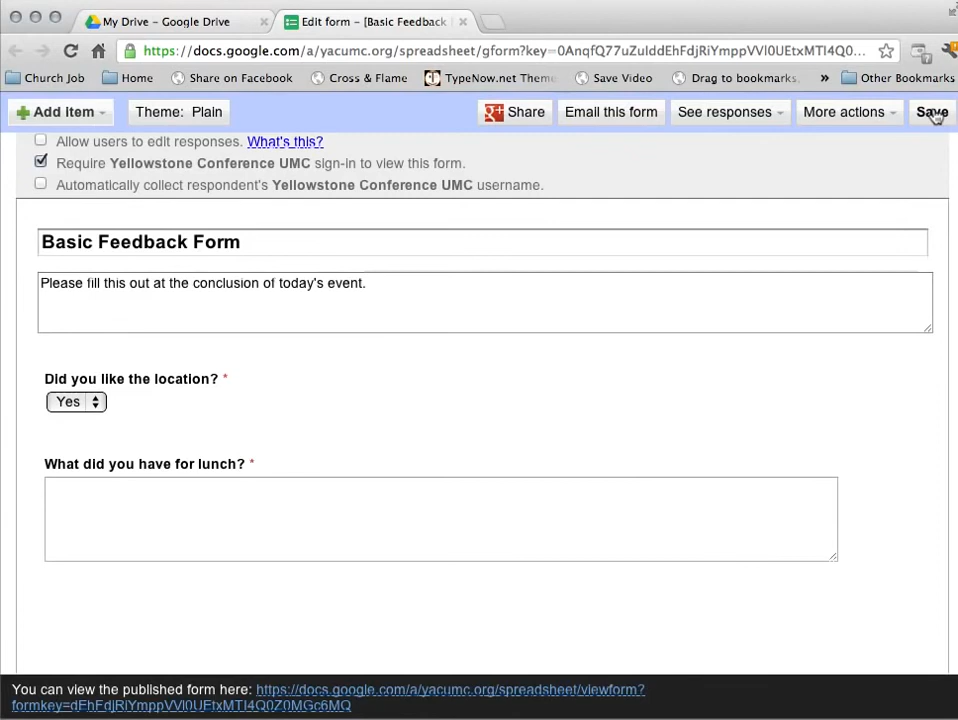 My Drive – Google Drive
Edit form – [Basic Feedback
https://docs.google.com/a/yacumc.org/spreadsheet/gform?key=0AnqfQ77uZulddEhFdjRiYmppVVl0UEtxMTl4Q0...
Church Job
Home
Share on Facebook
Cross & Flame
TypeNow.net Theme
Save Video
Drag to bookmarks,
»
Other Bookmarks
Add item
Theme: Plain
Share
Email this form
See responses
More actions
Save
Allow users to edit responses. What's this?
Require Yellowstone Conference UMC sign-in to view this form.
Automatically collect respondent's Yellowstone Conference UMC username.
Basic Feedback Form
Please fill this out at the conclusion of today's event.
Did you like the location? *
Yes
What did you have for lunch? *
You can view the published form here: https://docs.google.com/a/yacumc.org/spreadsheet/viewform?
formkey=dEhFdjRiYmppVVl0UEtxMTl4Q0MGc6MQ